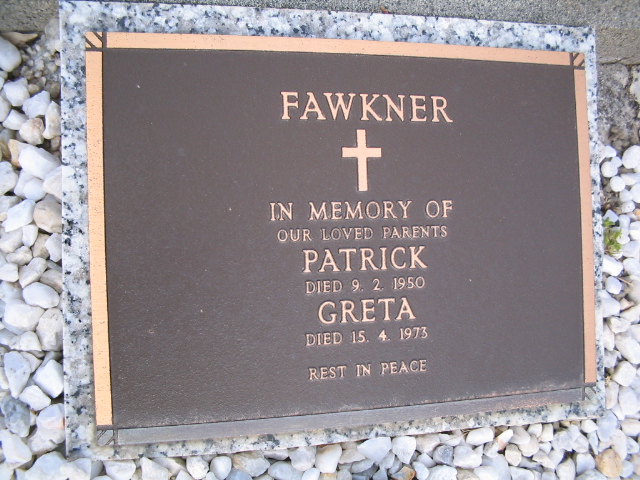 FAWKNER
IN MEMORY OF
OUR LOVED PARENTS
PATRICK
DIED 9. 2. 1950
GRETA
DIED 15. 4. 1973
REST IN PEACE